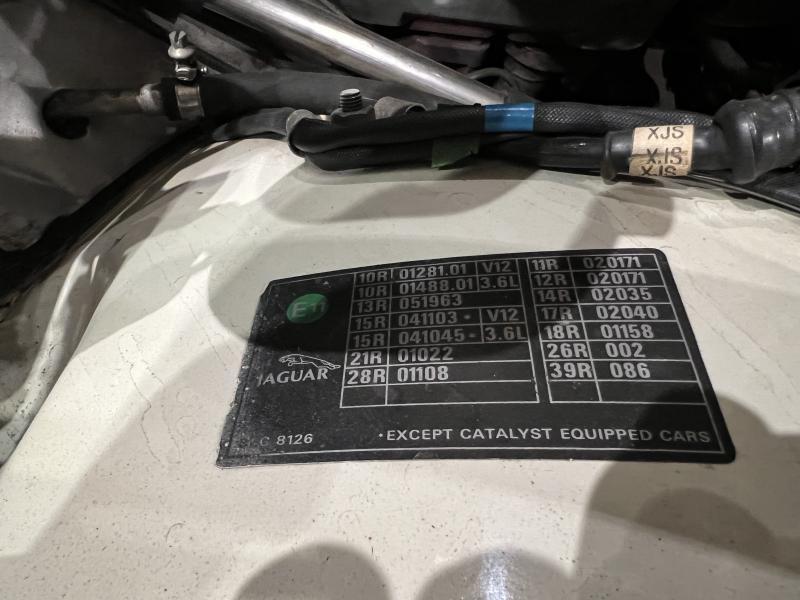 XJS
XJS
XJS
E11
JAGUAR
10R 01281.01 V12
10R 01488.01 3.6L
13R 051963
15R 041103• V12
15R 041045• 3.6L
21R 01022
28R 01108
11R 020171
12R 020171
14R 02035
17R 02040
18R 01158
26R 002
39R 086
C 8126
•EXCEPT CATALYST EQUIPPED CARS